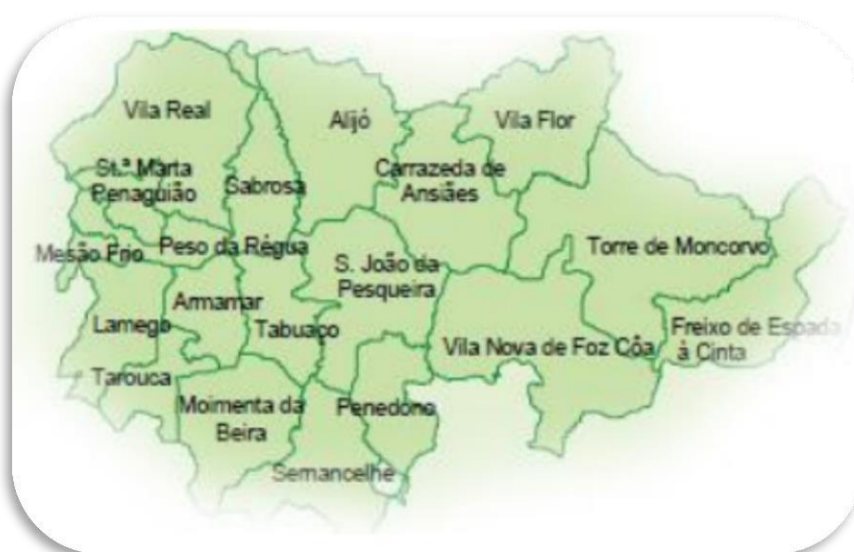 Vila Real
Alijó
Vila Flor
St.ª Marta
Penaguião
Sabrosa
Carrazeda de
Ansiães
Mesão Frio
Peso da Régua
S. João da
Pesqueira
Torre de Moncorvo
Armamar
Lamego
Tabuaço
Vila Nova de Foz Côa
Freixo de Espada
à Cinta
Tarouca
Moimenta da
Beira
Penedono
Sernancelhe